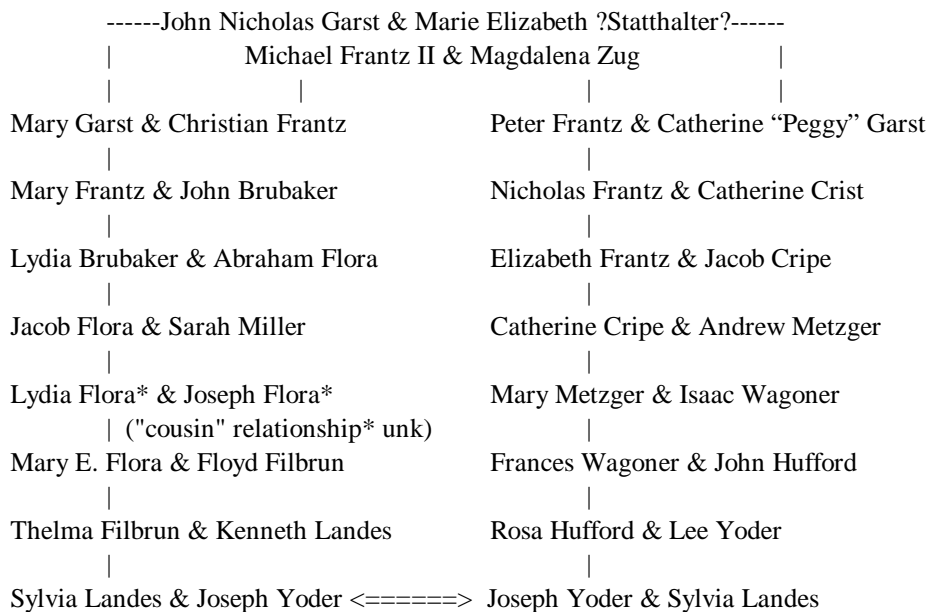 ------John Nicholas Garst & Marie Elizabeth ?Statthalter?------
| Michael Frantz II & Magdalena Zug |
| | | |
Mary Garst & Christian Frantz Peter Frantz & Catherine “Peggy” Garst
| |
Mary Frantz & John Brubaker Nicholas Frantz & Catherine Crist
| |
Lydia Brubaker & Abraham Flora Elizabeth Frantz & Jacob Cripe
| |
Jacob Flora & Sarah Miller Catherine Cripe & Andrew Metzger
| |
Lydia Flora* & Joseph Flora* Mary Metzger & Isaac Wagoner
| ("cousin" relationship* unk) |
Mary E. Flora & Floyd Filbrun Frances Wagoner & John Hufford
| |
Thelma Filbrun & Kenneth Landes Rosa Hufford & Lee Yoder
| |
Sylvia Landes & Joseph Yoder <======> Joseph Yoder & Sylvia Landes